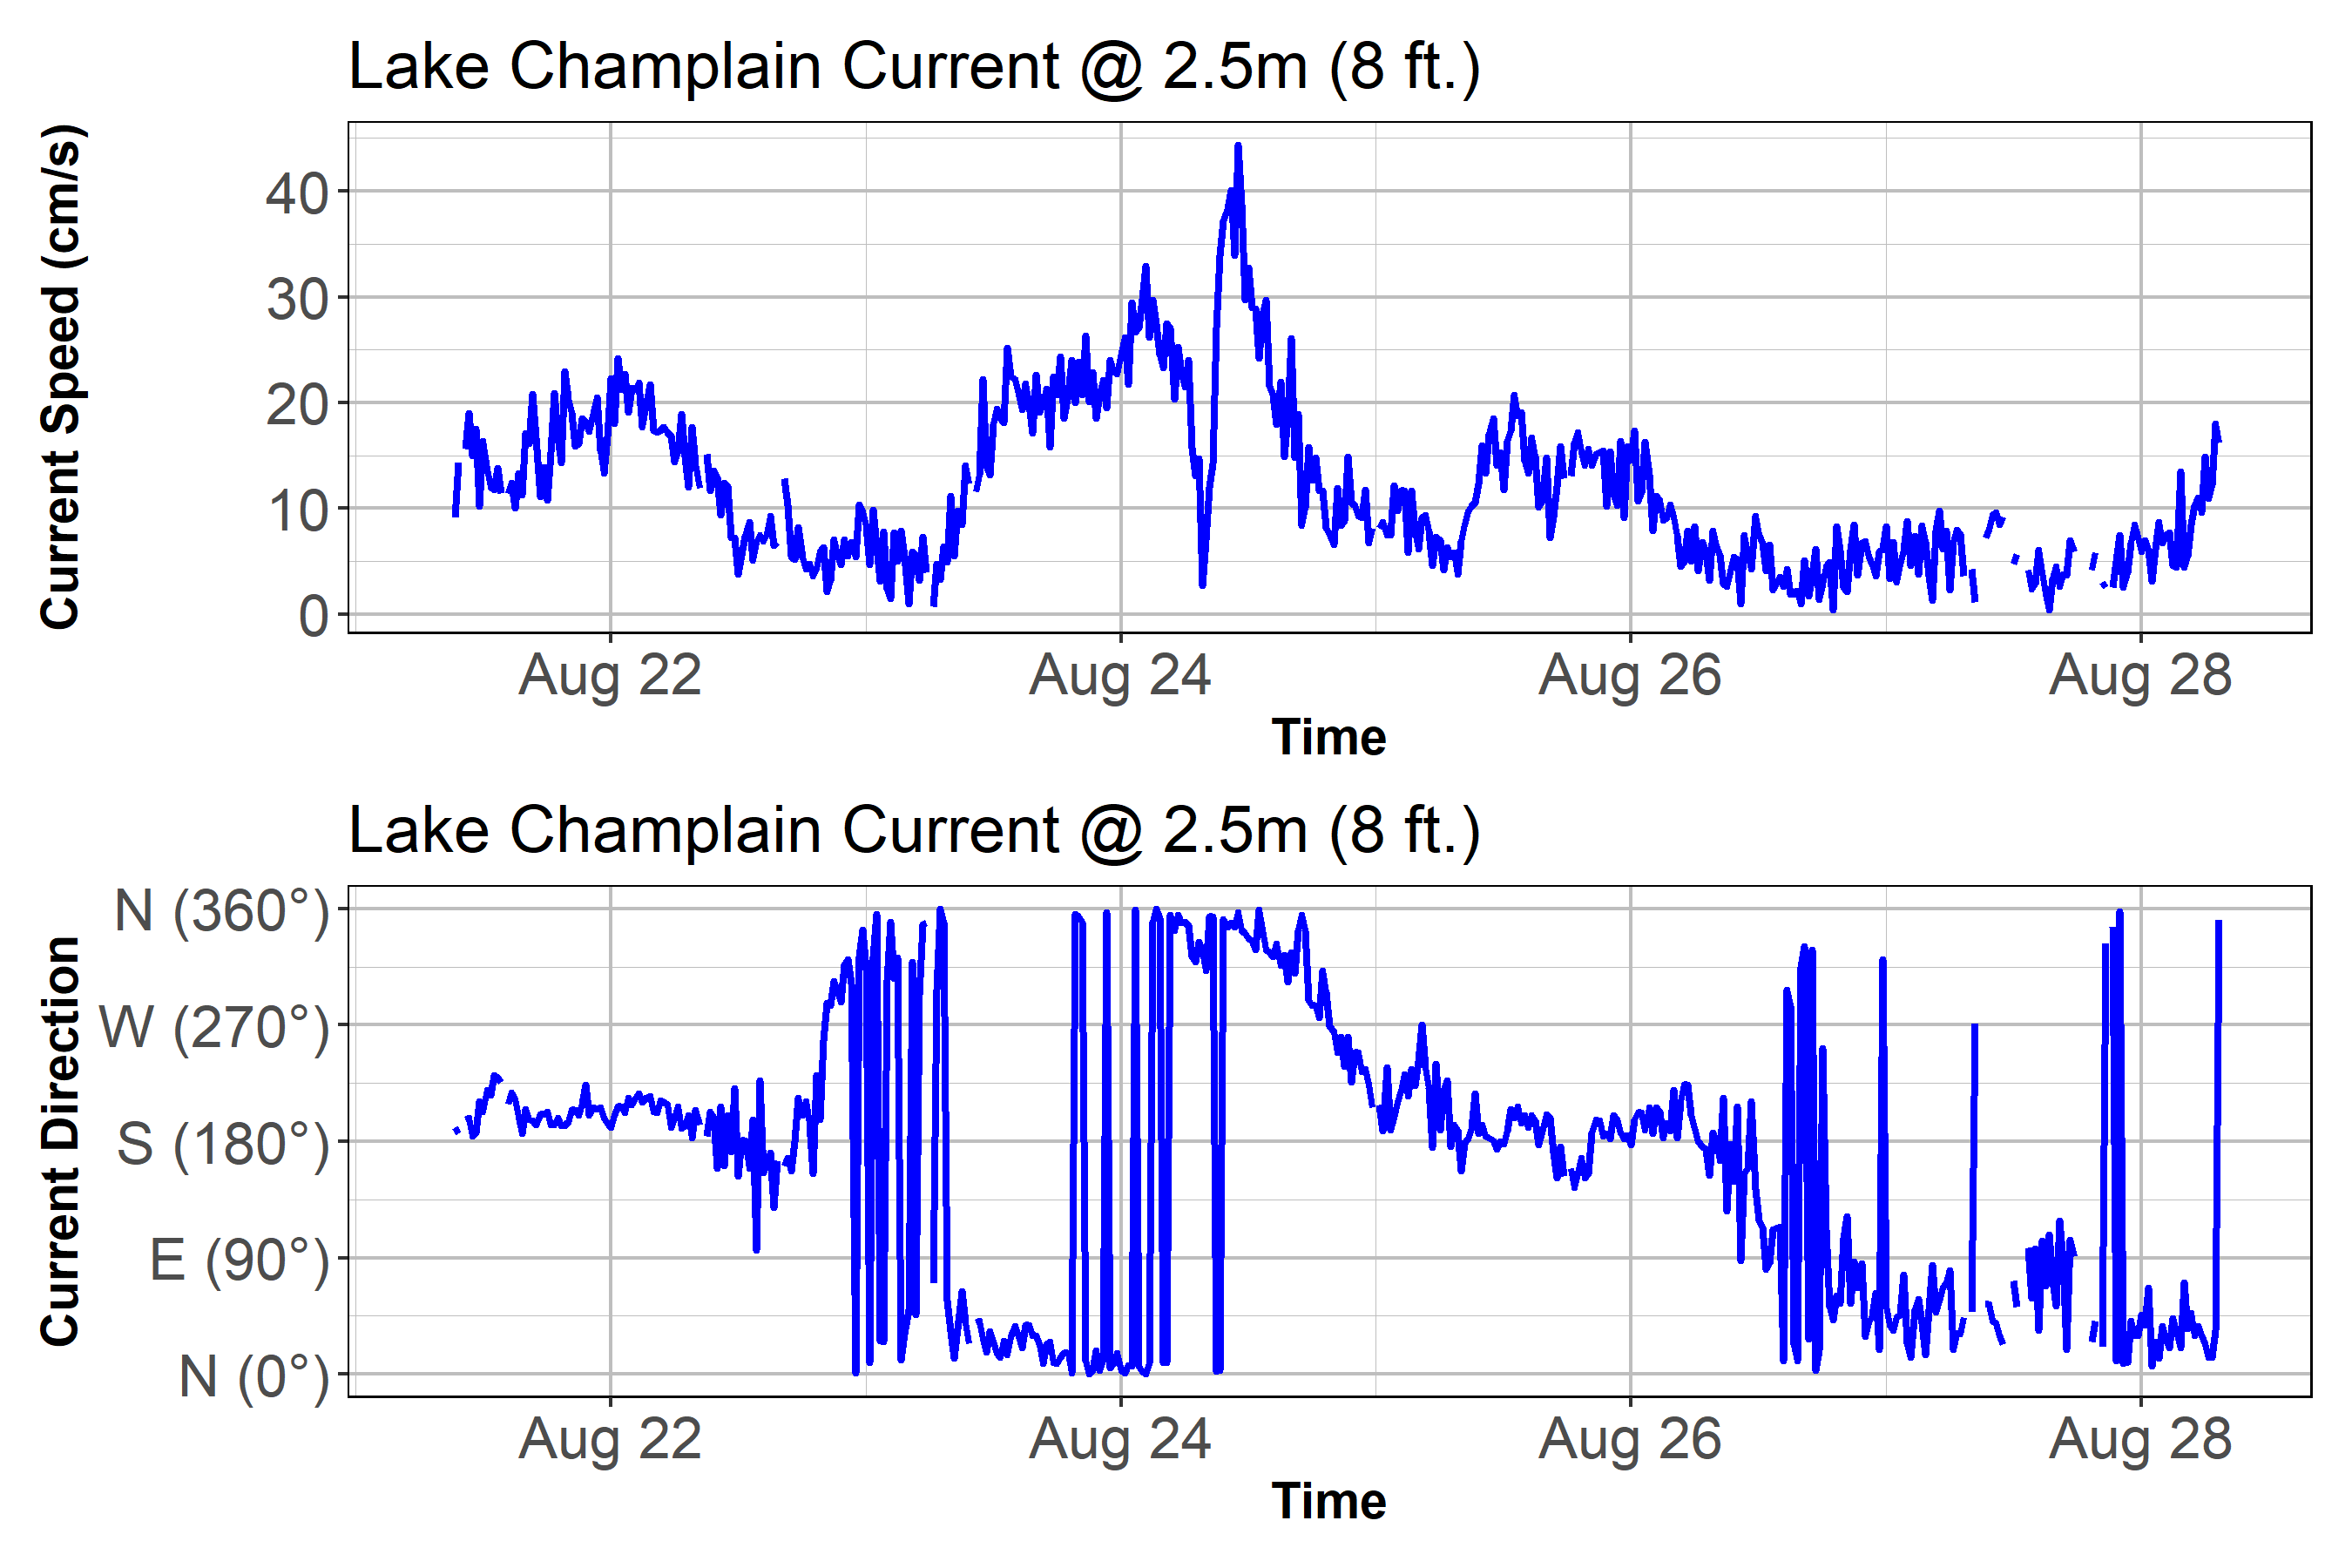 Lake Champlain Current @ 2.5m (8 ft.)
Current Speed (cm/s)
40
30
20
10
0
Aug 22
Aug 24
Aug 26
Aug 28
Time
Lake Champlain Current @ 2.5m (8 ft.)
Current Direction
N (360°)
W (270°)
S (180°)
E (90°)
N (0°)
Aug 22
Aug 24
Aug 26
Aug 28
Time